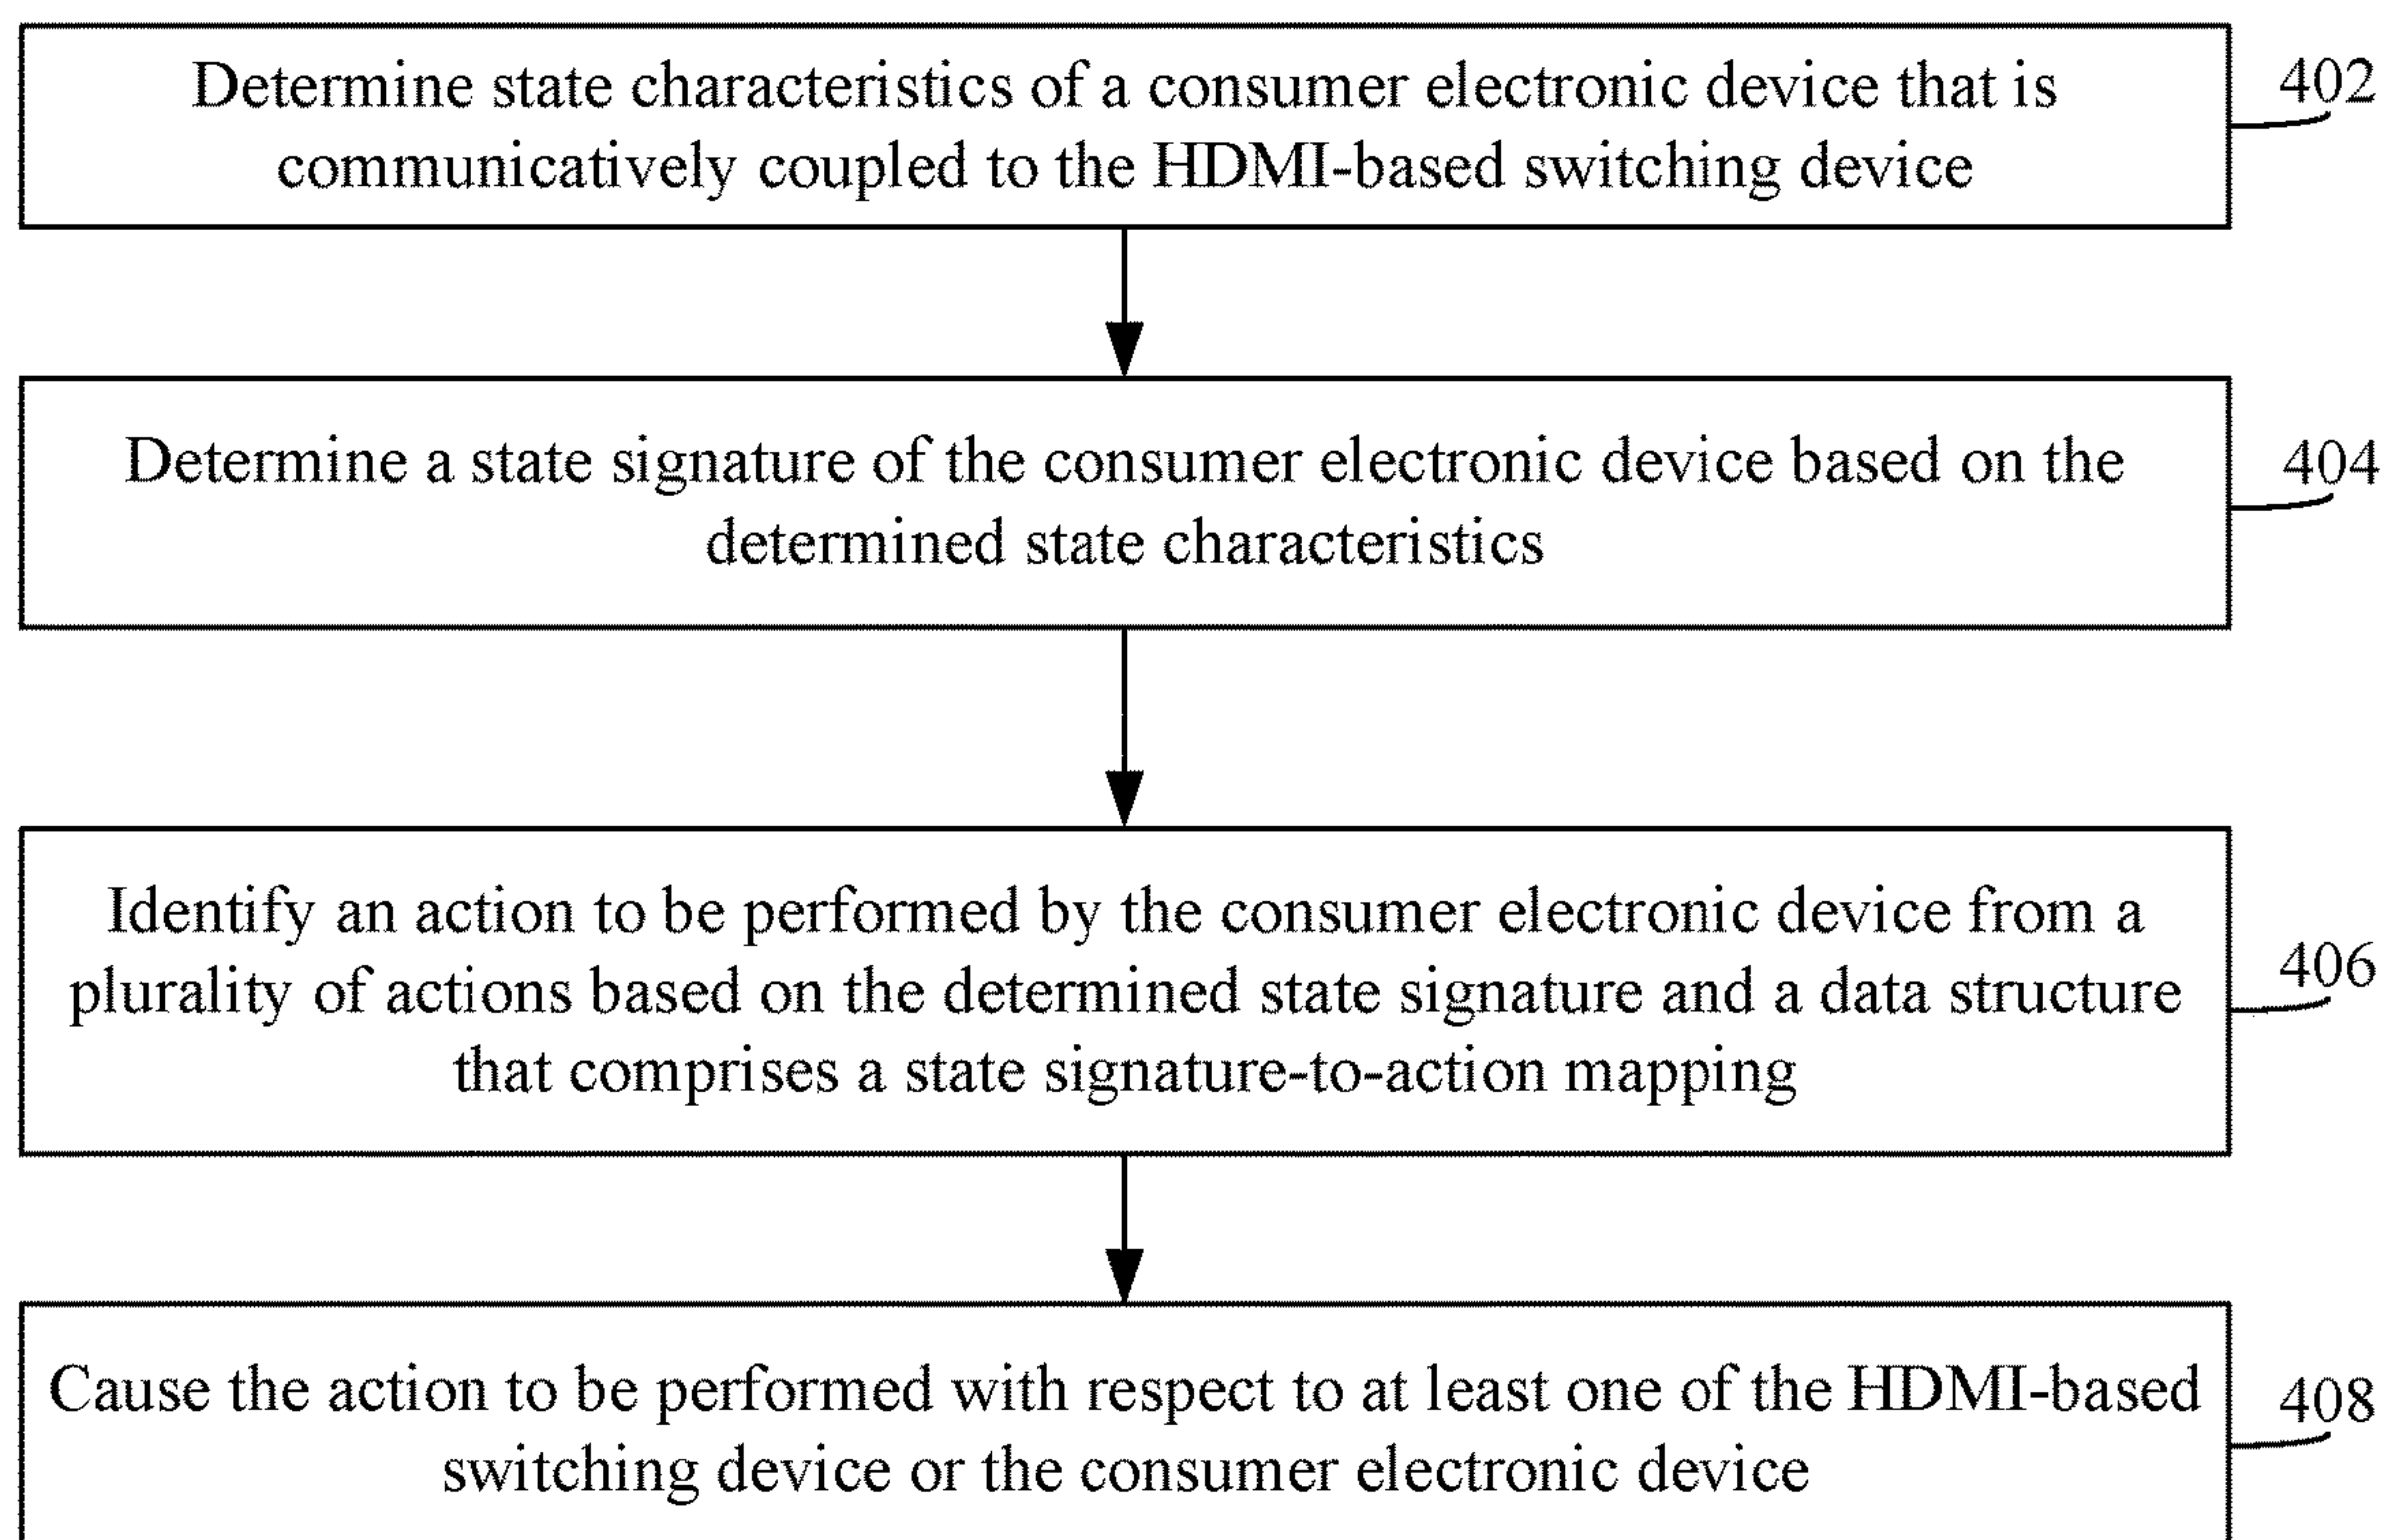 Determine state characteristics of a consumer electronic device that is
communicatively coupled to the HDMI-based switching device
402
Determine a state signature of the consumer electronic device based on the
determined state characteristics
404
Identify an action to be performed by the consumer electronic device from a
plurality of actions based on the determined state signature and a data structure
that comprises a state signature-to-action mapping
406
Cause the action to be performed with respect to at least one of the HDMI-based
switching device or the consumer electronic device
408